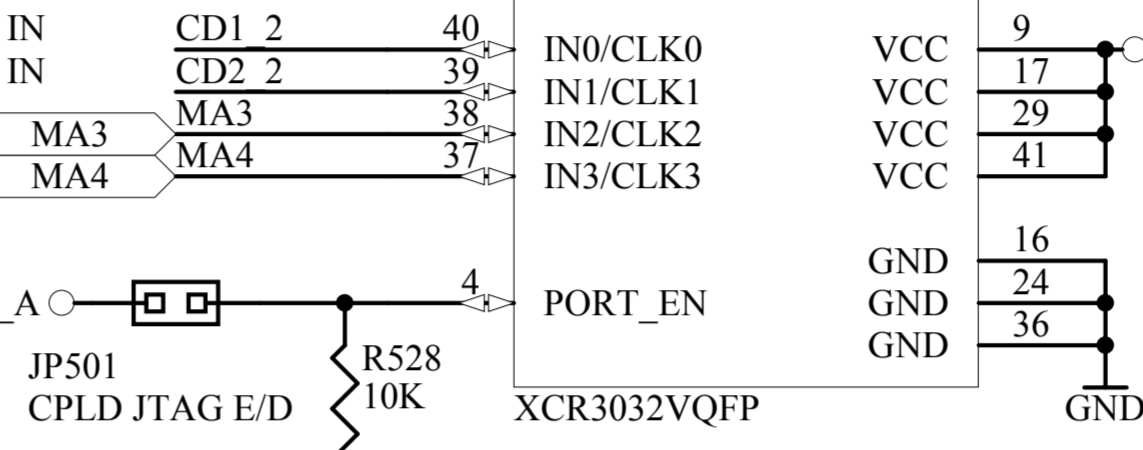 IN CD1_2 40 IN0/CLK0 VCC 9
IN CD2_2 39 IN1/CLK1 VCC 17
MA3 MA3 38 IN2/CLK2 VCC 29
MA4 MA4 37 IN3/CLK3 VCC 41
GND 16
_A 4 PORT_EN GND 24
GND 36
JP501 R528
CPLD JTAG E/D 10K XCR3032VQFP GND